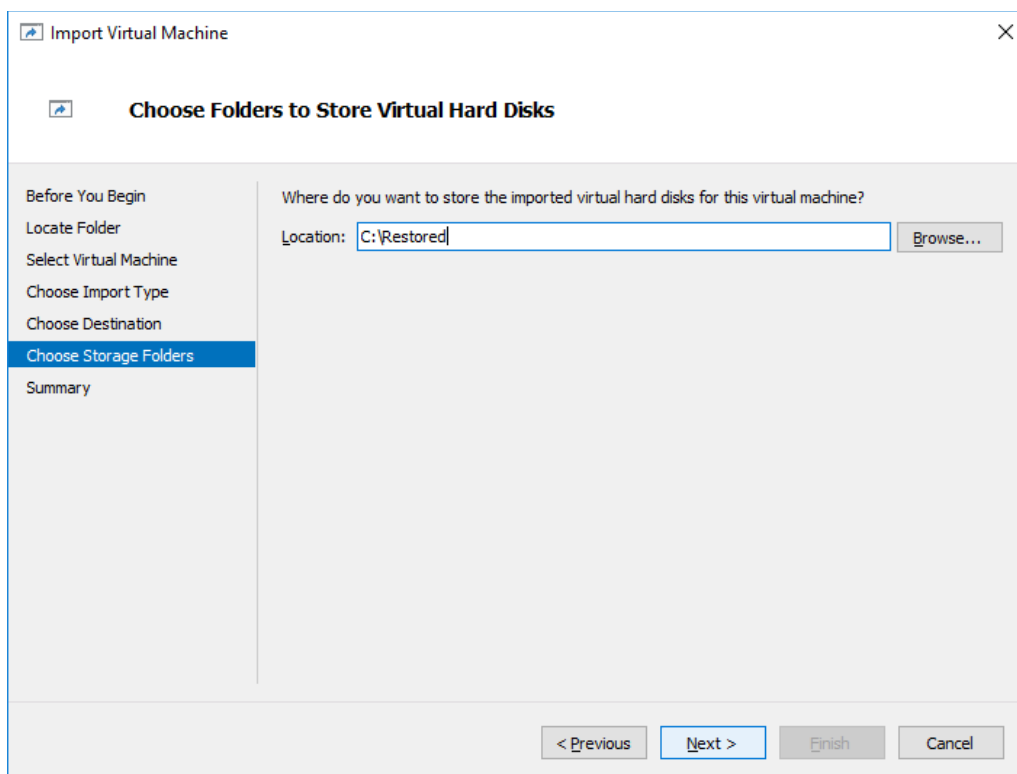 Import Virtual Machine
Choose Folders to Store Virtual Hard Disks
Before You Begin
Locate Folder
Select Virtual Machine
Choose Import Type
Choose Destination
Choose Storage Folders
Summary
Where do you want to store the imported virtual hard disks for this virtual machine?
Location: C:\Restored Browse...
< Previous Next > Finish Cancel